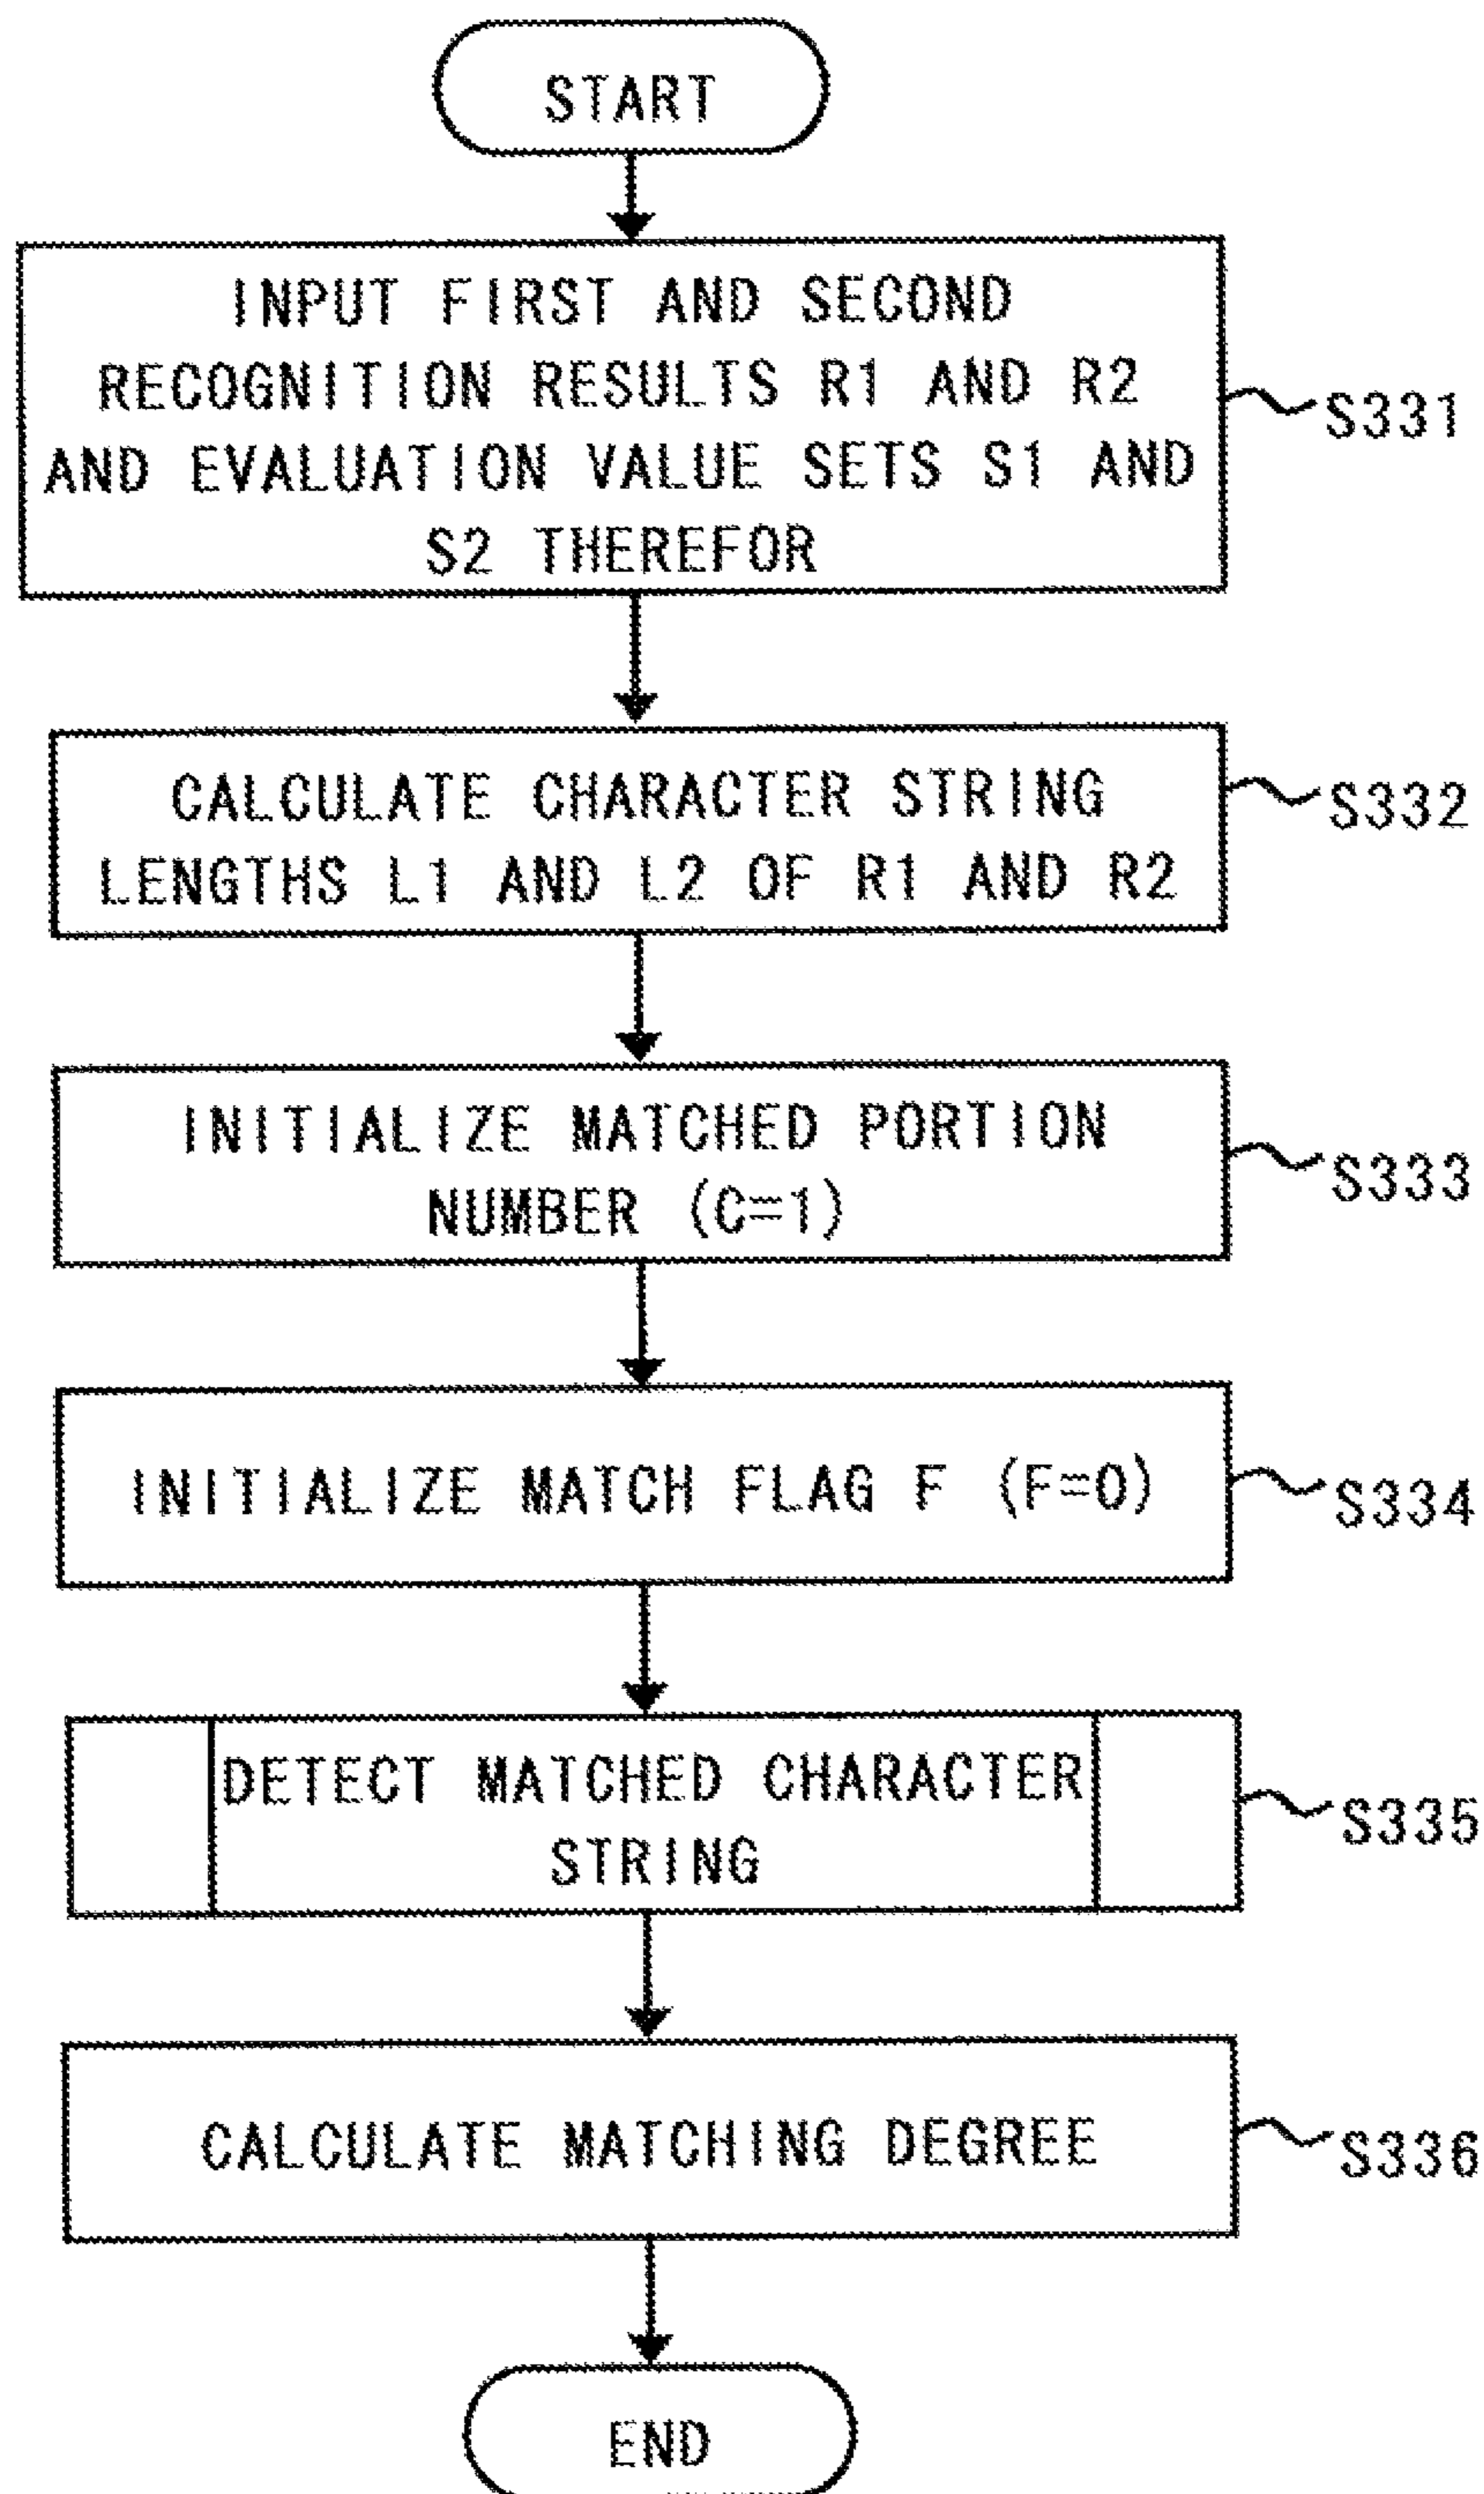 START
INPUT FIRST AND SECOND
RECOGNITION RESULTS R1 AND R2
AND EVALUATION VALUE SETS S1 AND
S2 THEREFOR
S331
CALCULATE CHARACTER STRING
LENGTHS L1 AND L2 OF R1 AND R2
S332
INITIALIZE MATCHED PORTION
NUMBER (C=1)
S333
INITIALIZE MATCH FLAG F (F=0)
S334
DETECT MATCHED CHARACTER
STRING
S335
CALCULATE MATCHING DEGREE
S336
END